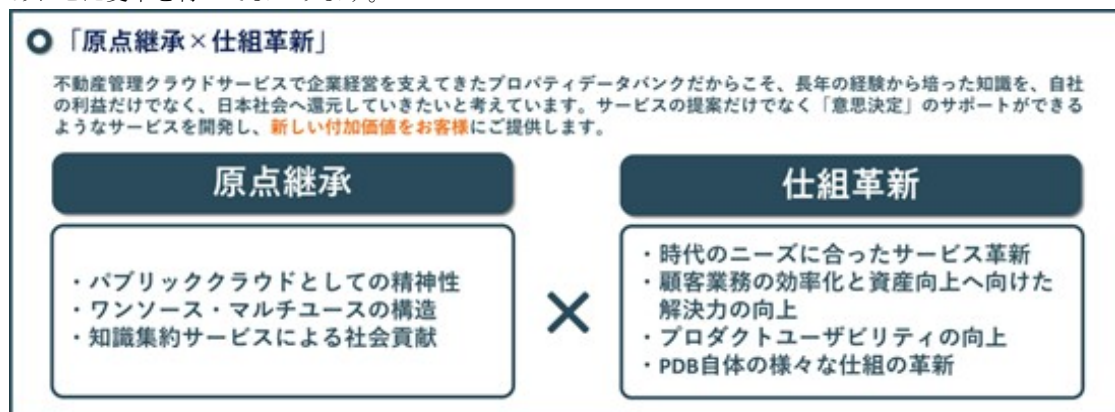 「原点継承×仕組革新」
不動産管理クラウドサービスで企業経営を支えてきたプロパティデータバンクだからこそ、長年の経験から培った知識を、自社
の利益だけでなく、日本社会へ還元していきたいと考えています。サービスの提案だけでなく「意思決定」のサポートができる
ようなサービスを開発し、新しい付加価値をお客様にご提供します。
原点継承
・パブリッククラウドとしての精神性
・ワンソース・マルチユースの構造
・知識集約サービスによる社会貢献
×
仕組革新
・時代のニーズに合ったサービス革新
・顧客業務の効率化と資産向上へ向けた
解決力の向上
・プロダクトユーザビリティの向上
・PDB自体の様々な仕組の革新